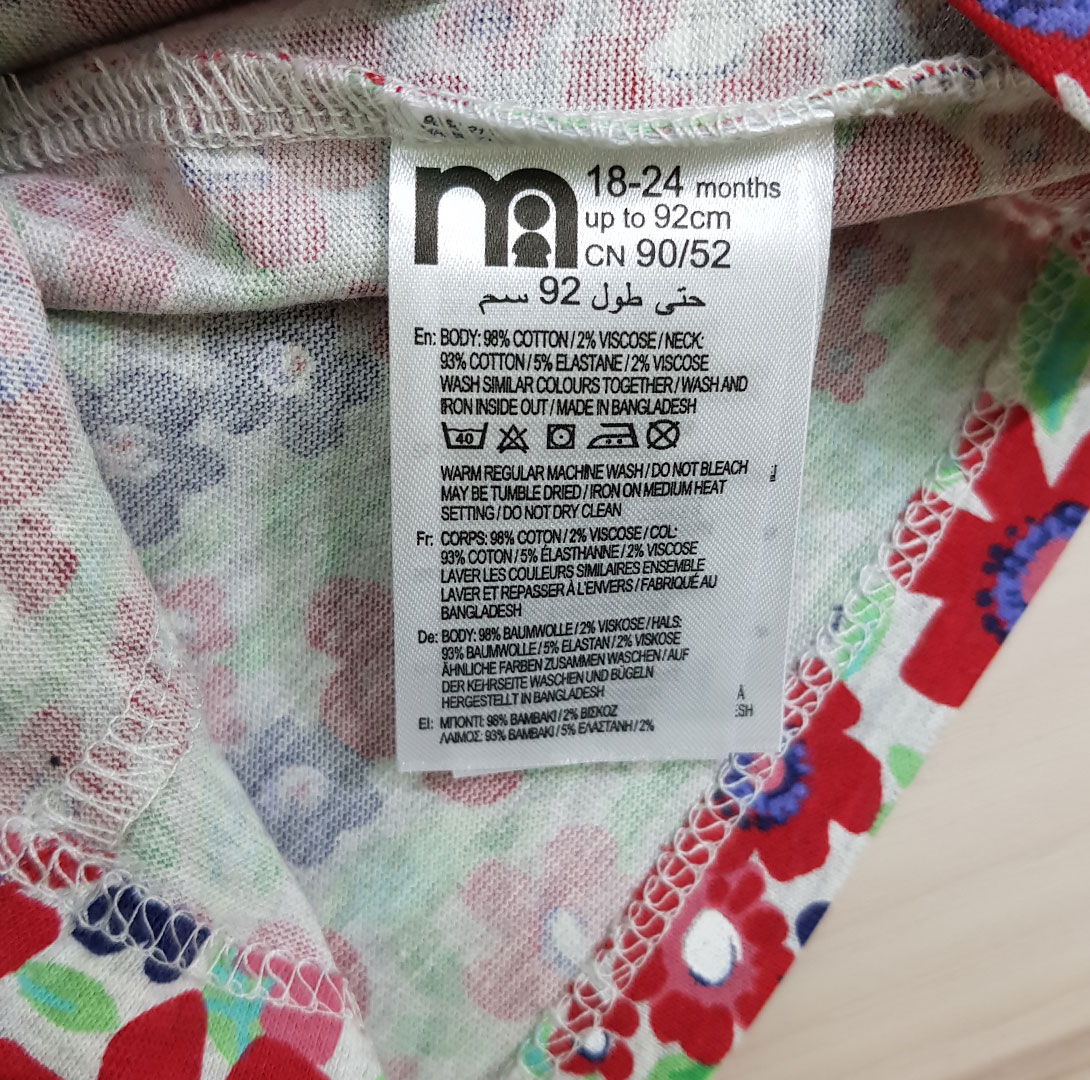 18-24 months
up to 92cm
CN 90/52
حتى طول 92 سم
En: BODY: 98% COTTON / 2% VISCOSE / NECK:
93% COTTON / 5% ELASTANE / 2% VISCOSE
WASH SIMILAR COLOURS TOGETHER / WASH AND
IRON INSIDE OUT / MADE IN BANGLADESH
40
WARM REGULAR MACHINE WASH / DO NOT BLEACH
MAY BE TUMBLE DRIED / IRON ON MEDIUM HEAT
SETTING / DO NOT DRY CLEAN
Fr: CORPS: 98% COTON / 2% VISCOSE / COL:
93% COTON / 5% ÉLASTHANNE / 2% VISCOSE
LAVER LES COULEURS SIMILAIRES ENSEMBLE
LAVER ET REPASSER À L'ENVERS / FABRIQUÉ AU
BANGLADESH
De: BODY: 98% BAUMWOLLE / 2% VISKOSE / HALS:
93% BAUMWOLLE / 5% ELASTAN / 2% VISKOSE
ÄHNLICHE FARBEN ZUSAMMEN WASCHEN / AUF
DER KEHRSEITE WASCHEN UND BÜGELN
HERGESTELLT IN BANGLADESH
El: ΜΠΟΝΤΙ: 98% ΒΑΜΒΑΚΙ / 2% ΒΙΣΚΟΖ
ΛΑΙΜΟΣ: 93% ΒΑΜΒΑΚΙ / 5% ΕΛΑΣΤΑΝΗ / 2%